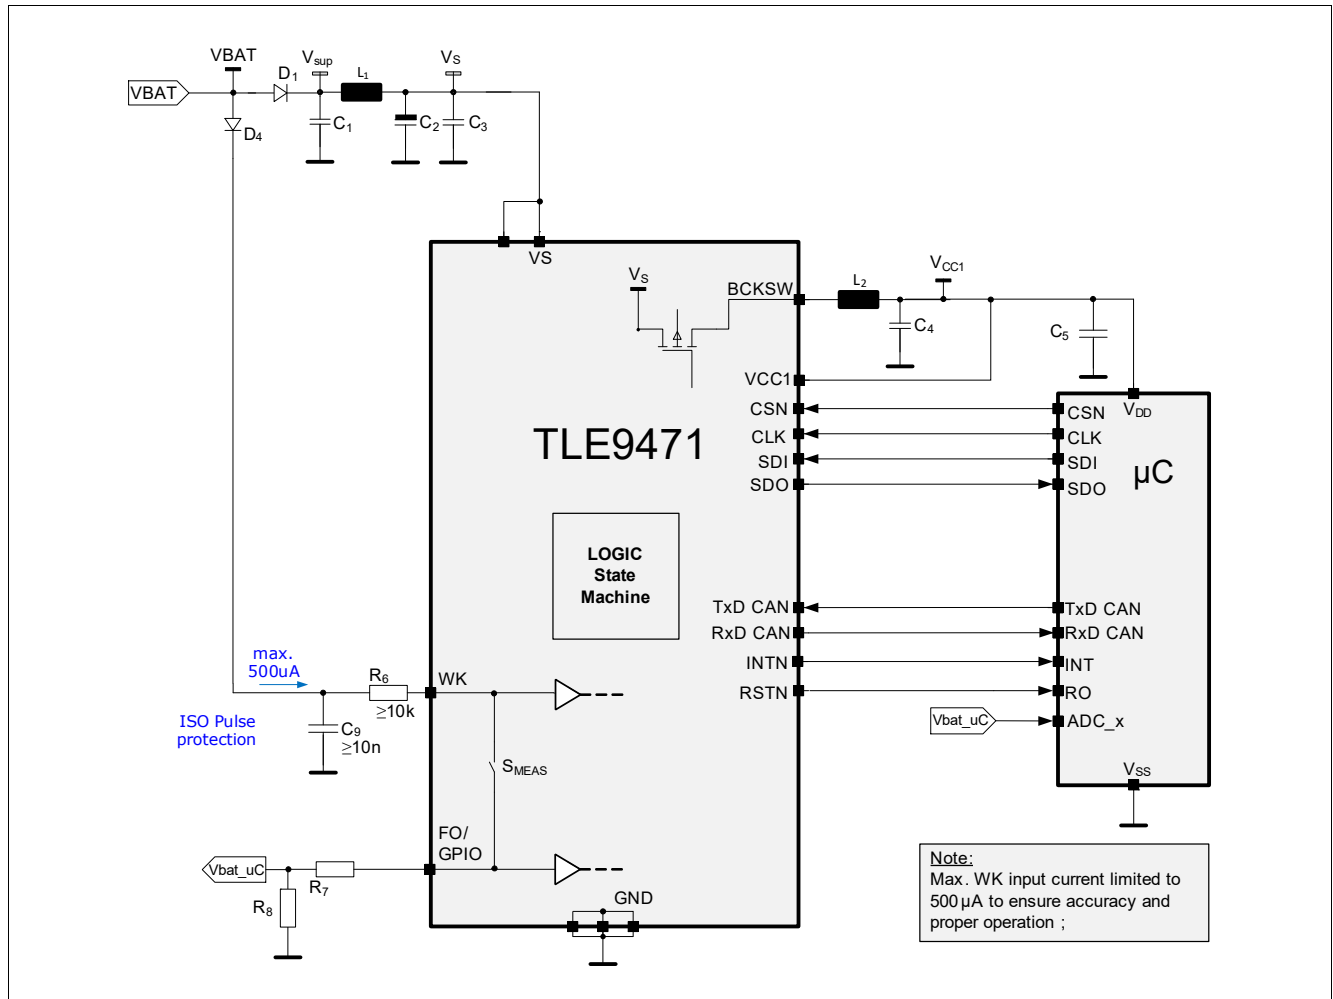 VBAT
VBAT
D1
Vsup
L1
VS
D4
C1
C2
C3
VS
VS
BCKSW
L2
VCC1
C4
C5
VCC1
CSN
CLK
SDI
SDO
CSN
CLK
SDI
SDO
VDD
µC
TLE9471
LOGIC
State
Machine
TxD CAN
RxD CAN
INTN
RSTN
TxD CAN
RxD CAN
INT
RO
ADC_x
Vbat_uC
VSS
max.
500uA
ISO Pulse
protection
R6
≥10k
C9
≥10n
WK
SMEAS
FO/
GPIO
Vbat_uC
R7
R8
GND
Note:
Max. WK input current limited to
500µA to ensure accuracy and
proper operation ;